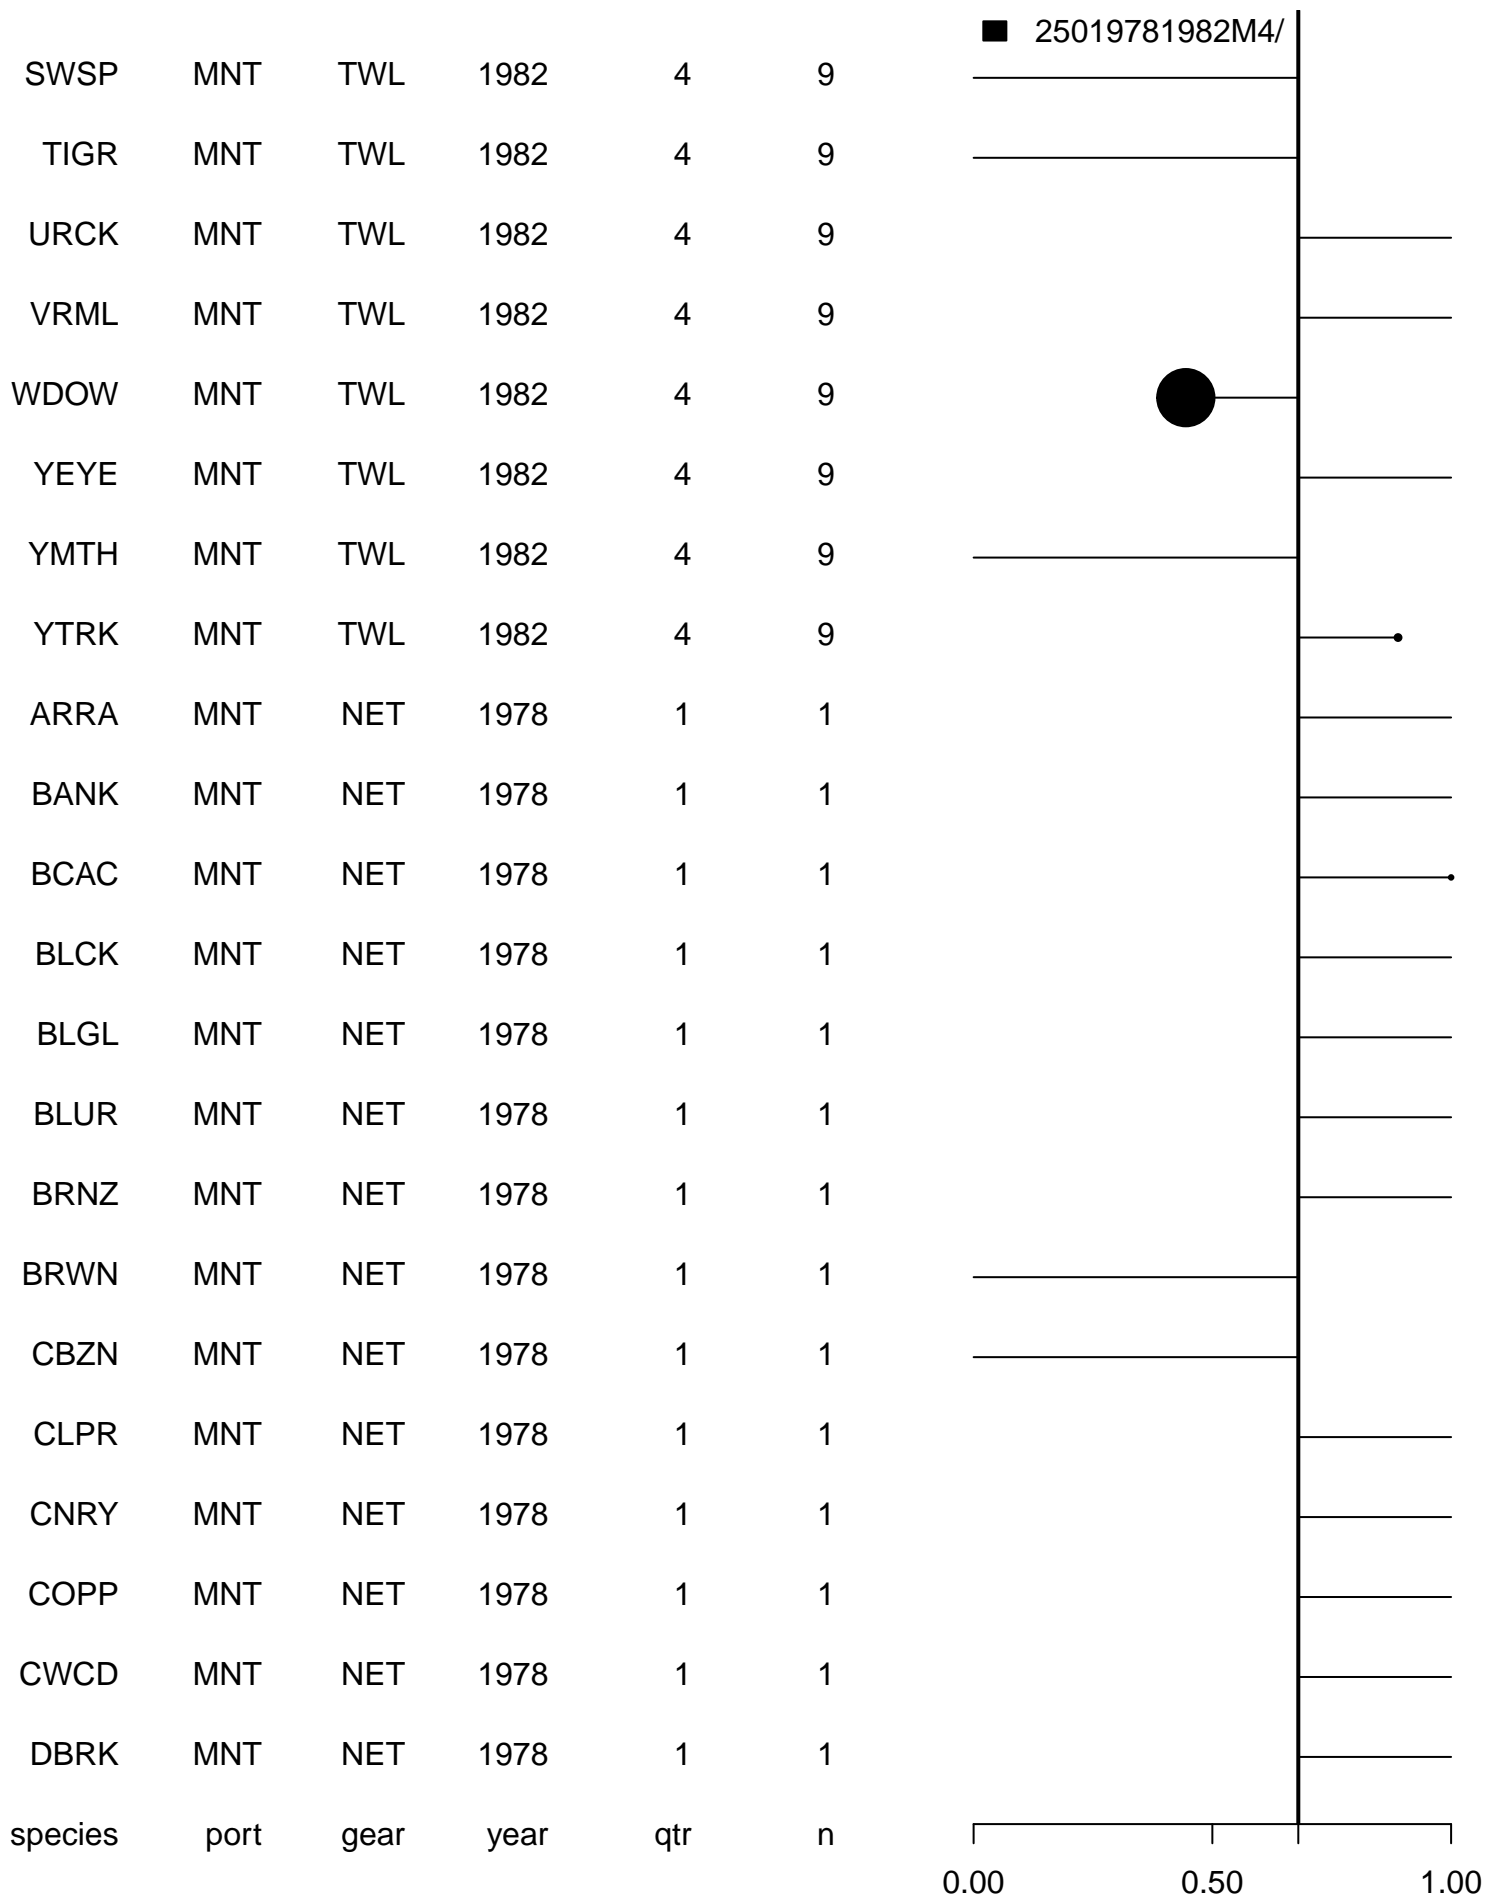 25019781982M4/
SWSP MNT TWL 1982 4 9
TIGR MNT TWL 1982 4 9
URCK MNT TWL 1982 4 9
VRML MNT TWL 1982 4 9
WDOW MNT TWL 1982 4 9
YEYE MNT TWL 1982 4 9
YMTH MNT TWL 1982 4 9
YTRK MNT TWL 1982 4 9
ARRA MNT NET 1978 1 1
BANK MNT NET 1978 1 1
BCAC MNT NET 1978 1 1
BLCK MNT NET 1978 1 1
BLGL MNT NET 1978 1 1
BLUR MNT NET 1978 1 1
BRNZ MNT NET 1978 1 1
BRWN MNT NET 1978 1 1
CBZN MNT NET 1978 1 1
CLPR MNT NET 1978 1 1
CNRY MNT NET 1978 1 1
COPP MNT NET 1978 1 1
CWCD MNT NET 1978 1 1
DBRK MNT NET 1978 1 1
species port gear year qtr n
0.00 0.50 1.00